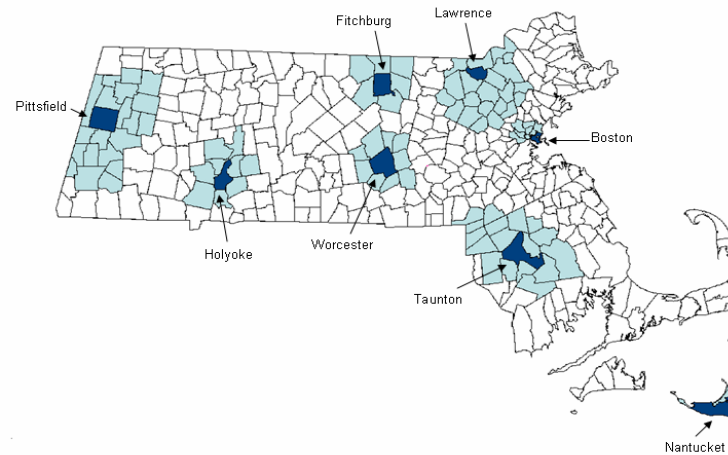 Lawrence
Fitchburg
Pittsfield
Boston
Worcester
Holyoke
Taunton
Nantucket